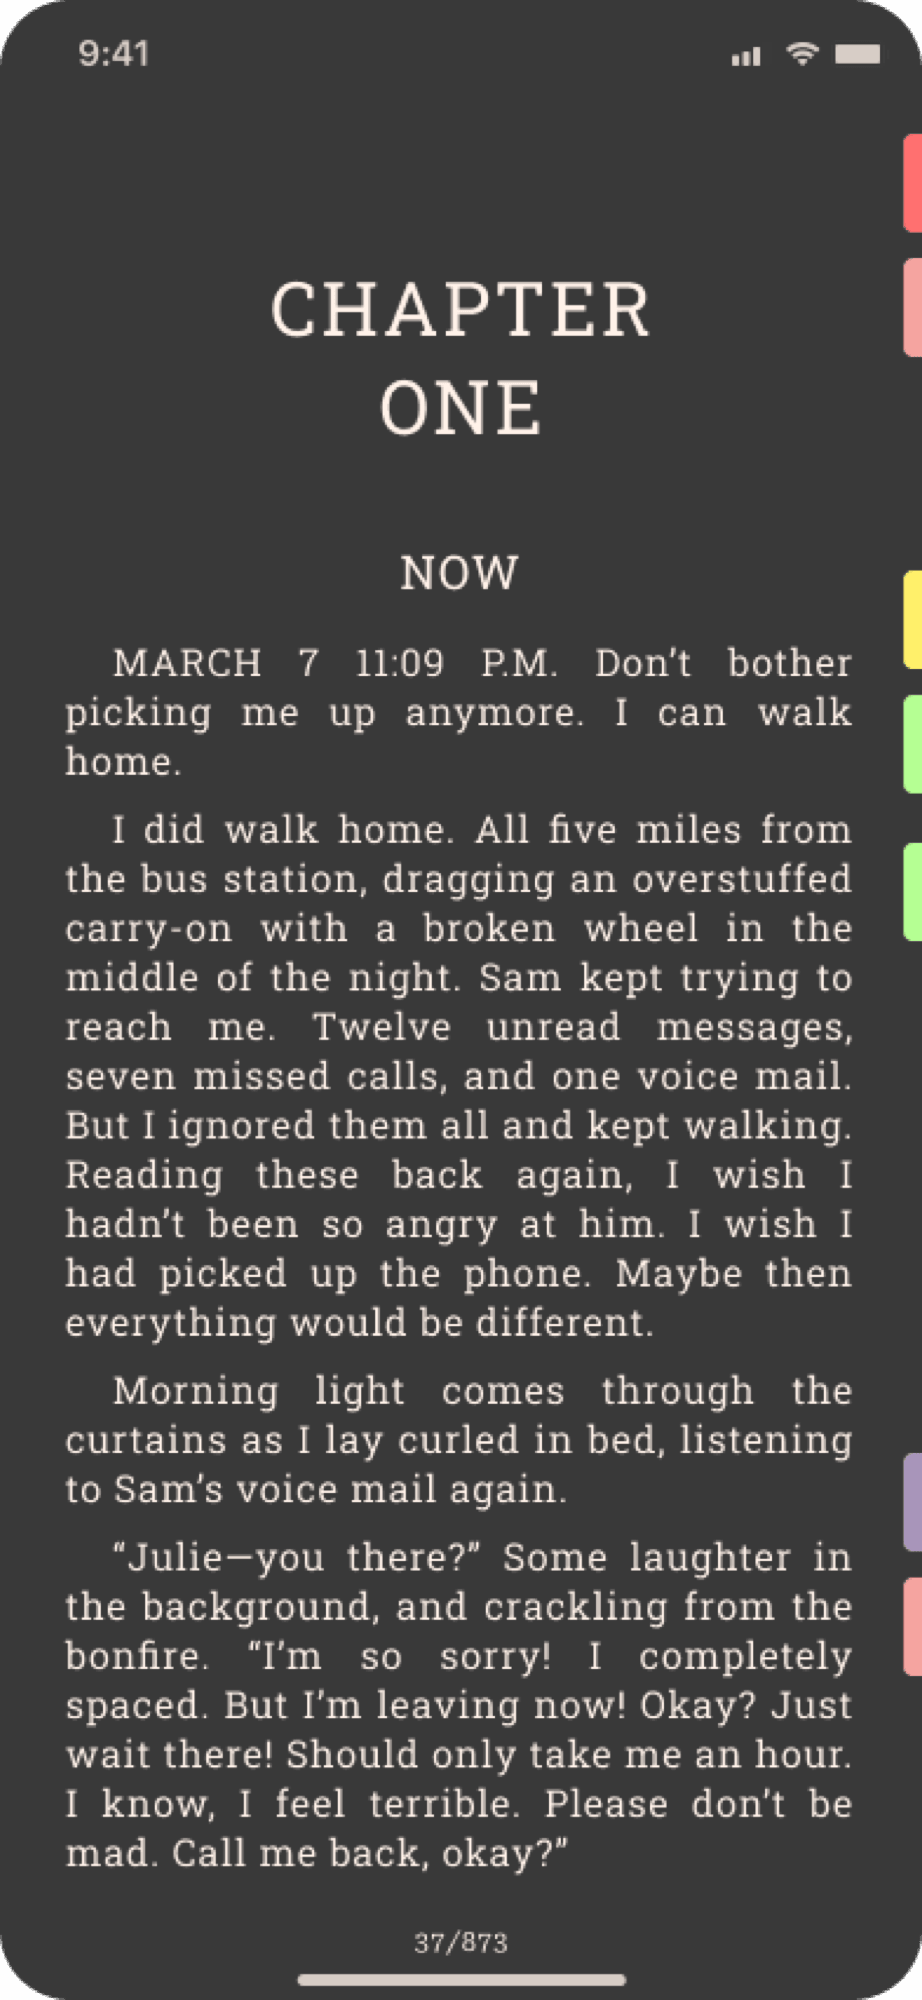 9:41
CHAPTER
ONE
NOW
MARCH 7 11:09 P.M. Don’t bother
picking me up anymore. I can walk
home.
I did walk home. All five miles from
the bus station, dragging an overstuffed
carry-on with a broken wheel in the
middle of the night. Sam kept trying to
reach me. Twelve unread messages,
seven missed calls, and one voice mail.
But I ignored them all and kept walking.
Reading these back again, I wish I
hadn’t been so angry at him. I wish I
had picked up the phone. Maybe then
everything would be different.
Morning light comes through the
curtains as I lay curled in bed, listening
to Sam’s voice mail again.
“Julie—you there?” Some laughter in
the background, and crackling from the
bonfire. “I’m so sorry! I completely
spaced. But I’m leaving now! Okay? Just
wait there! Should only take me an hour.
I know, I feel terrible. Please don’t be
mad. Call me back, okay?”
37/873